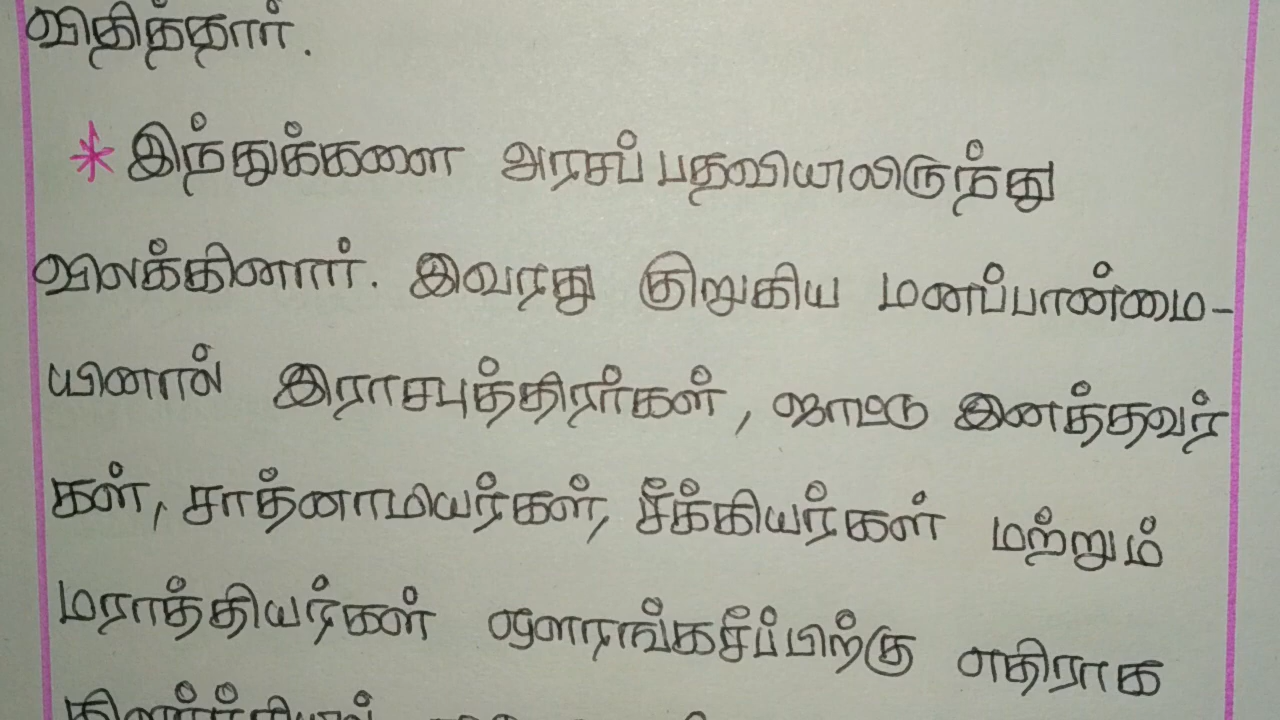 விதித்தார்.
* இந்துக்களை அரசப் பதவியிலிருந்து
விலக்கினார். இவரது குறுகிய மனப்பான்மை-
யினால் இராசபுத்திரர்கள், ஜாட்டு இனத்தவர்
கள், சாத்னாமியர்கள், சீக்கியர்கள் மற்றும்
மராத்தியர்கள் ஔரங்கசீப்பிற்கு எதிராக